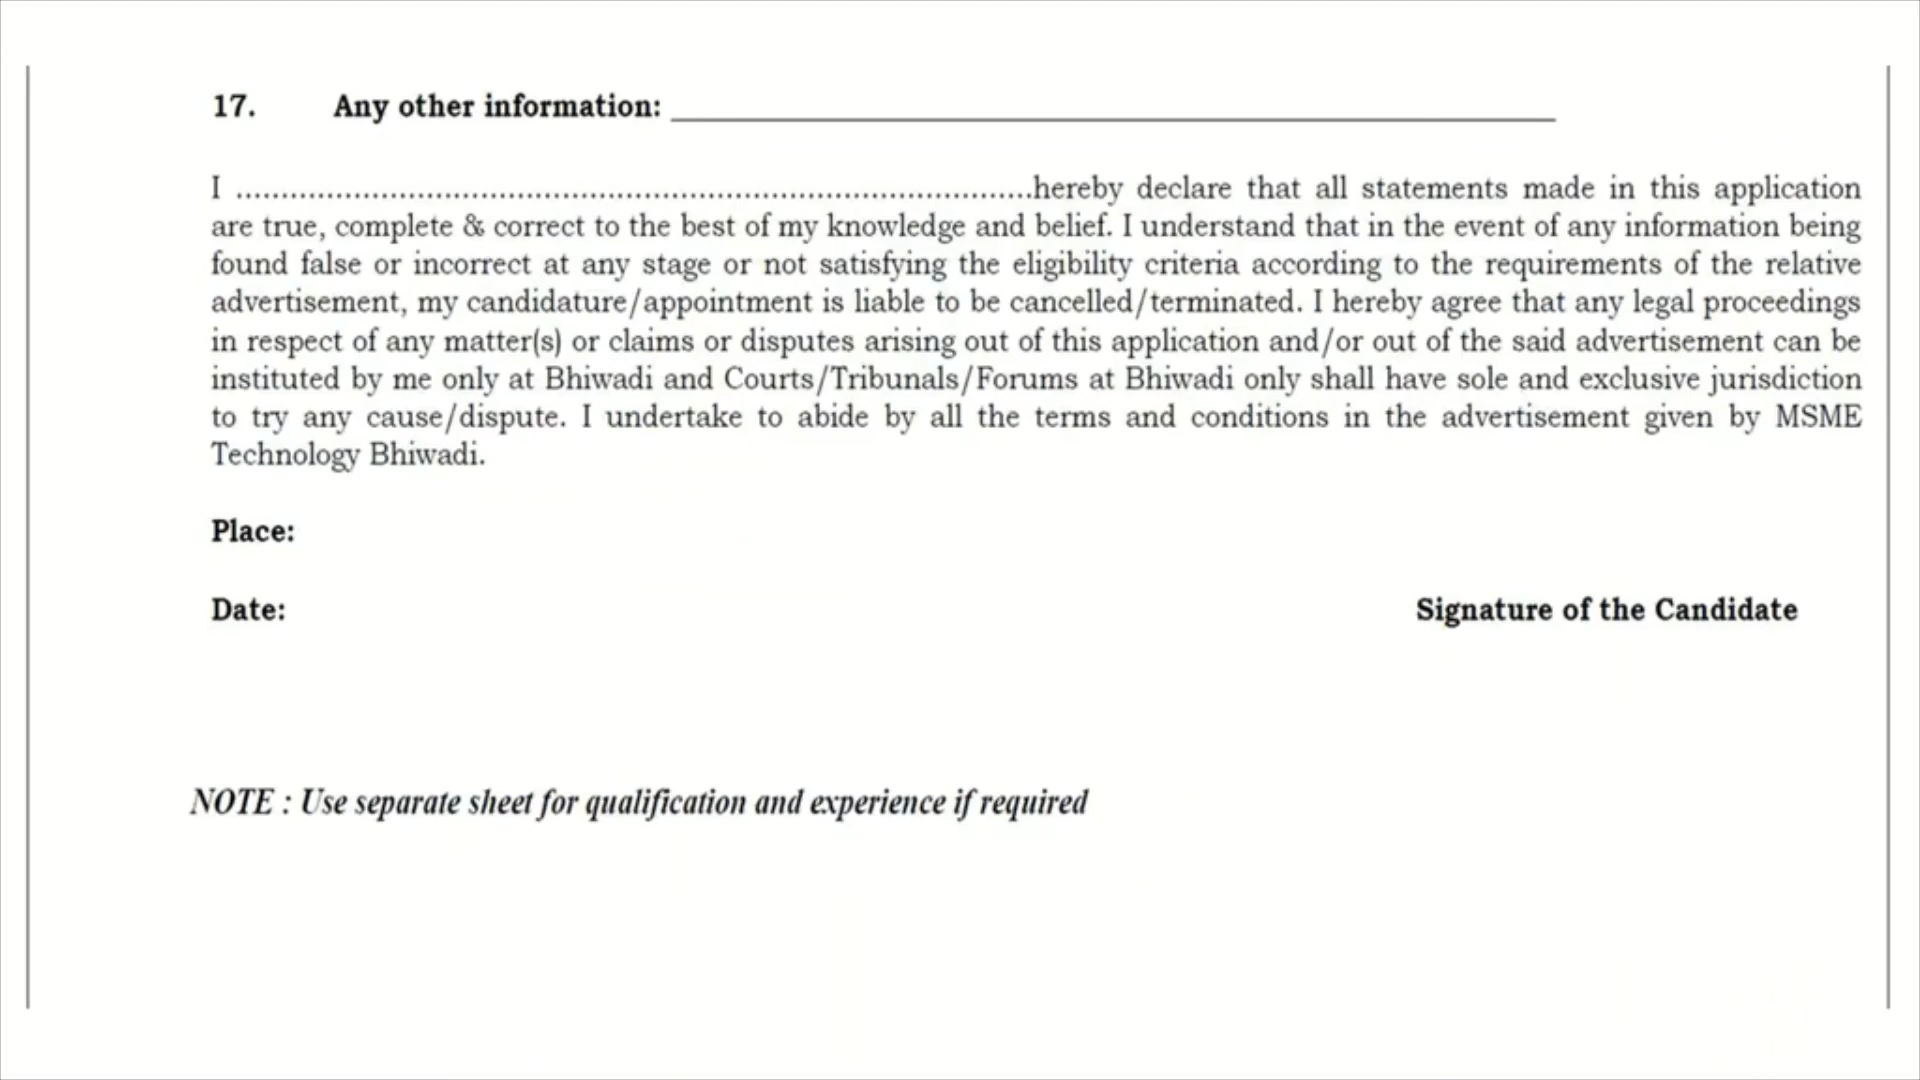 17. Any other information: ______________________________
I ........................................................................................hereby declare that all statements made in this application
are true, complete & correct to the best of my knowledge and belief. I understand that in the event of any information being
found false or incorrect at any stage or not satisfying the eligibility criteria according to the requirements of the relative
advertisement, my candidature/appointment is liable to be cancelled/terminated. I hereby agree that any legal proceedings
in respect of any matter(s) or claims or disputes arising out of this application and/or out of the said advertisement can be
instituted by me only at Bhiwadi and Courts/Tribunals/Forums at Bhiwadi only shall have sole and exclusive jurisdiction
to try any cause/dispute. I undertake to abide by all the terms and conditions in the advertisement given by MSME
Technology Bhiwadi.
Place:
Date: Signature of the Candidate
NOTE : Use separate sheet for qualification and experience if required